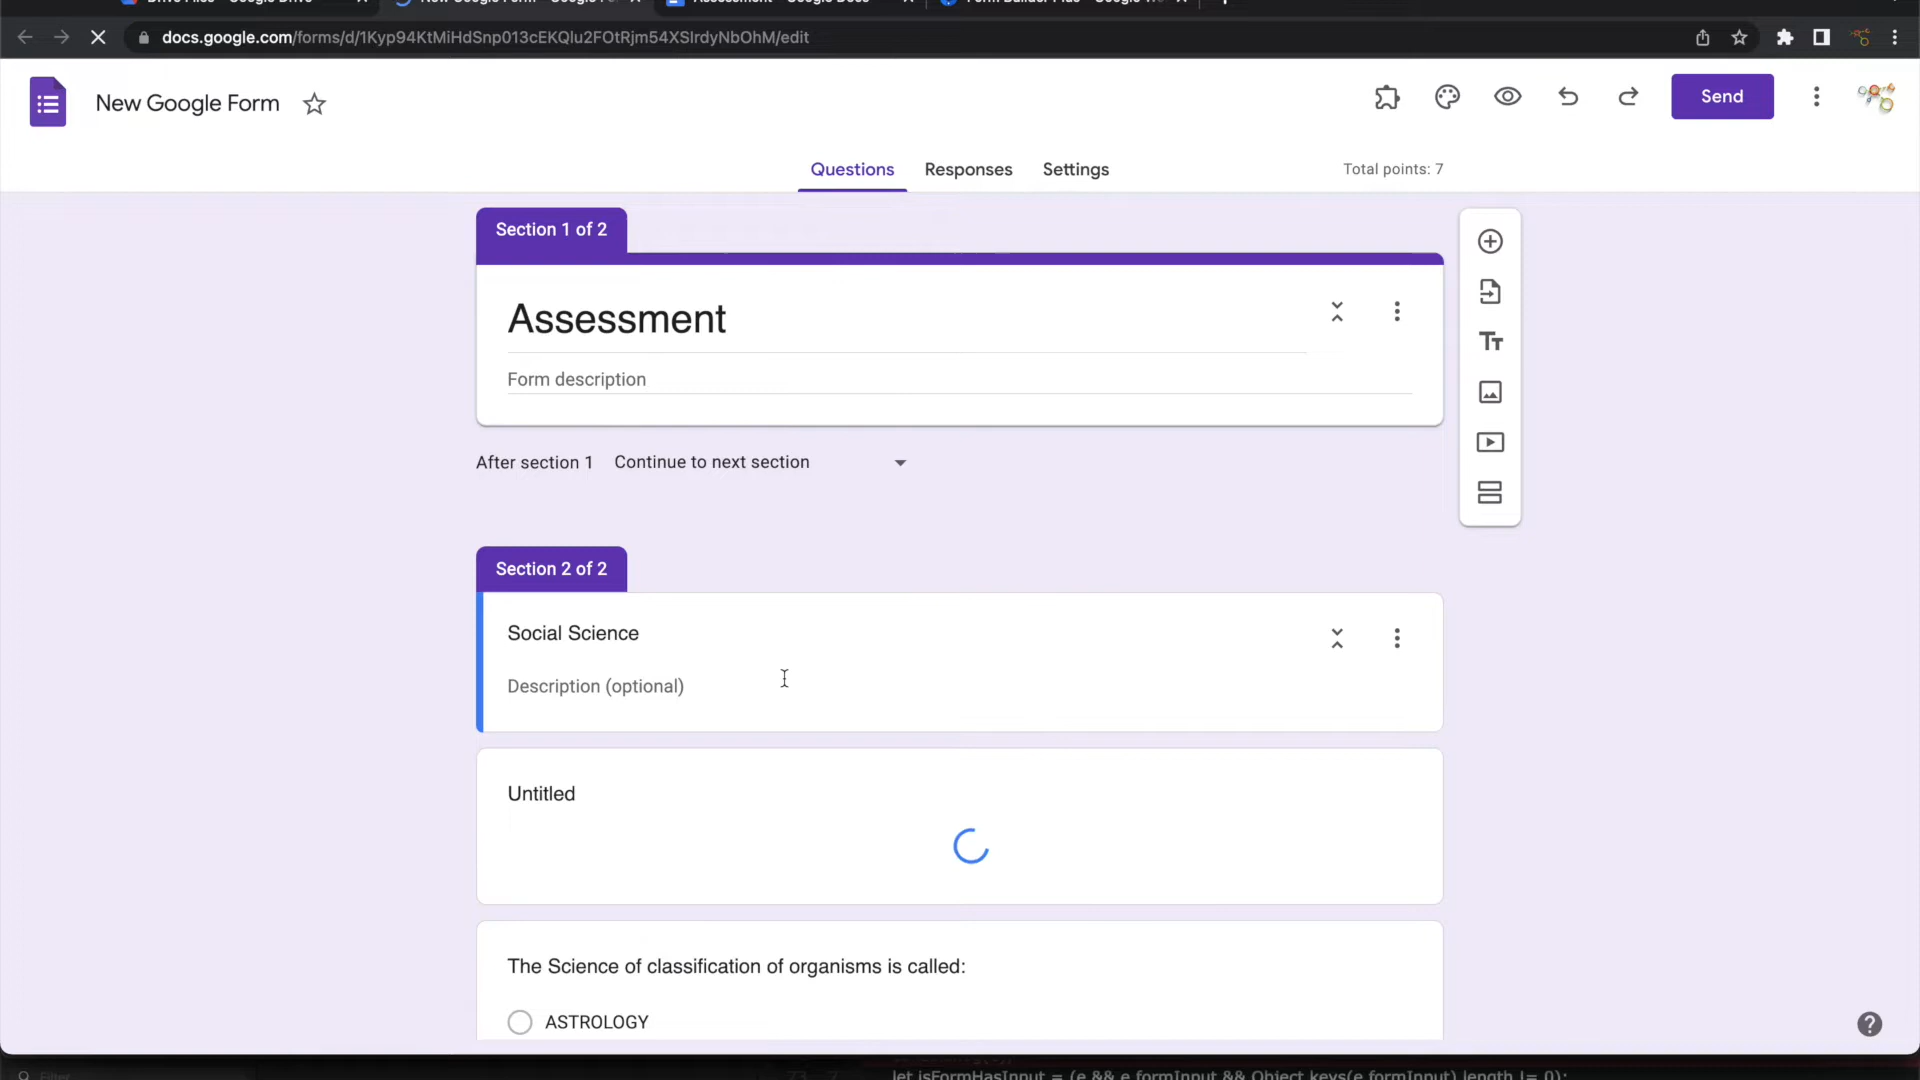 docs.google.com/forms/d/1Kyp94KtMiHdSnp013cEKQlu2FOtRjm54XSlrdyNbOhM/edit
New Google Form
Send
Questions
Responses
Settings
Total points: 7
Section 1 of 2
Assessment
Form description
After section 1
Continue to next section
Section 2 of 2
Social Science
Description (optional)
Untitled
The Science of classification of organisms is called:
ASTROLOGY
let isFormHasInput = (e && e.formInput && Object.keys(e.formInput).length != 0);